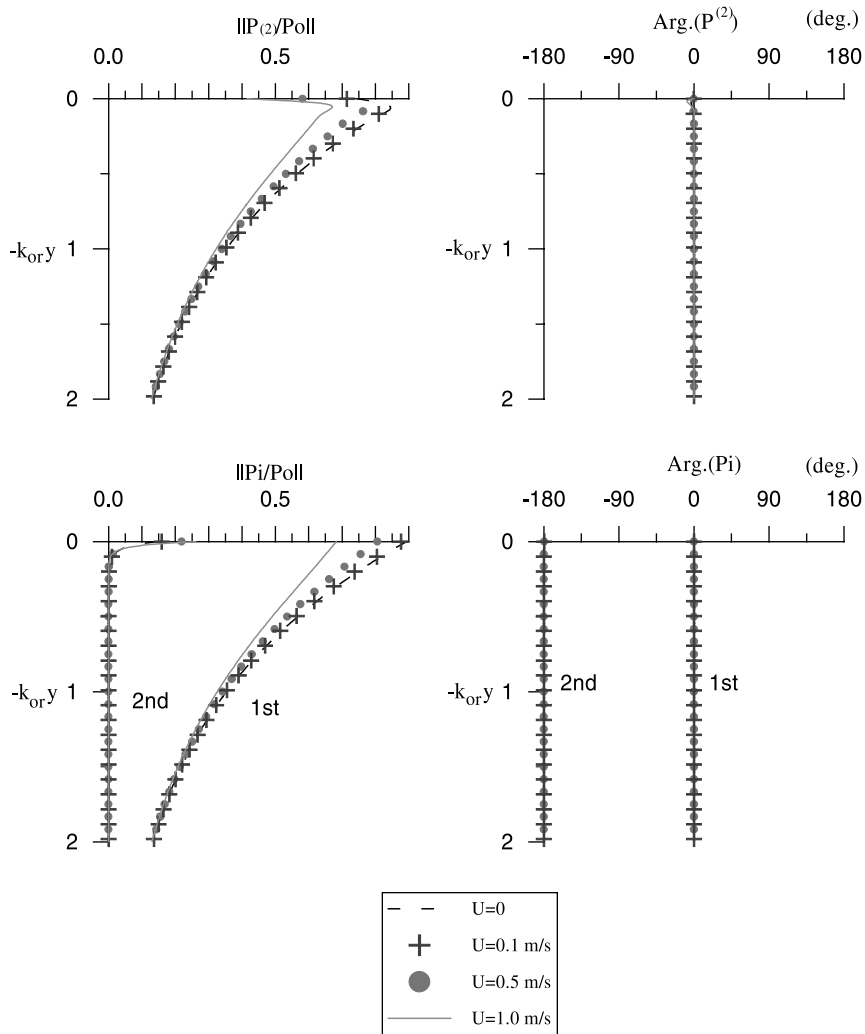 ||P(2)/Po||
0.0 0.5
0
1
2
-kory
Arg.(P(2)) (deg.)
-180 -90 0 90 180
0
1
2
-kory
||Pi/Po||
0.0 0.5
0
1
2
-kory
2nd
1st
Arg.(Pi) (deg.)
-180 -90 0 90 180
0
1
2
-kory
2nd
1st
U=0
U=0.1 m/s
U=0.5 m/s
U=1.0 m/s